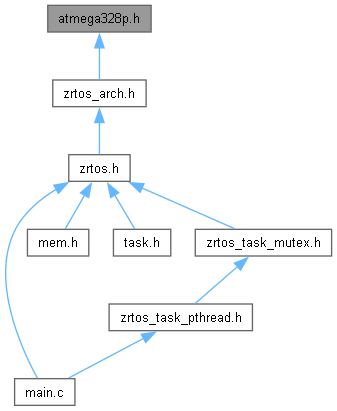 atmega328p.h
zrtos_arch.h
zrtos.h
mem.h
task.h
zrtos_task_mutex.h
zrtos_task_pthread.h
main.c